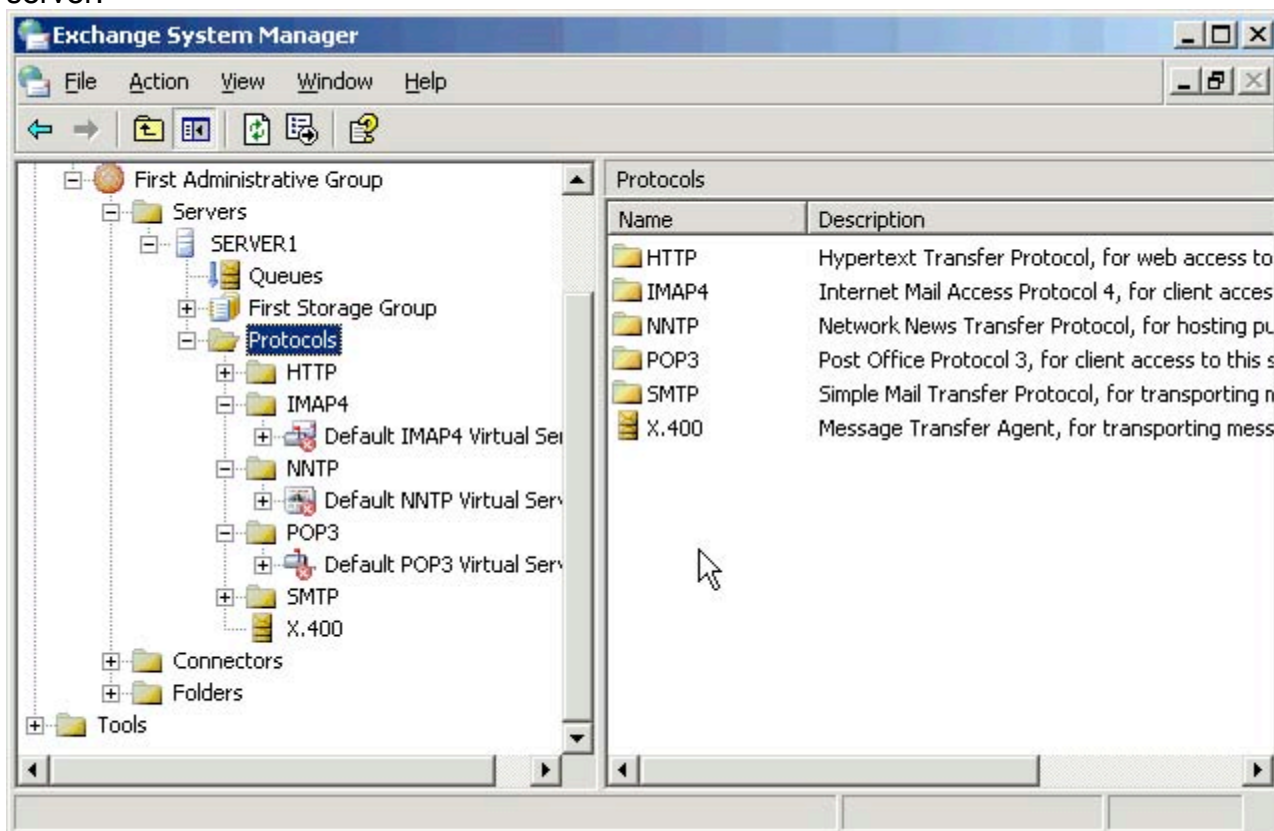 server.
Exchange System Manager
File Action View Window Help
First Administrative Group
Servers
SERVER1
Queues
First Storage Group
Protocols
HTTP
IMAP4
Default IMAP4 Virtual Ser
NNTP
Default NNTP Virtual Serv
POP3
Default POP3 Virtual Serv
SMTP
X.400
Connectors
Folders
Tools
Protocols
Name Description
HTTP Hypertext Transfer Protocol, for web access to
IMAP4 Internet Mail Access Protocol 4, for client acces
NNTP Network News Transfer Protocol, for hosting pu
POP3 Post Office Protocol 3, for client access to this s
SMTP Simple Mail Transfer Protocol, for transporting m
X.400 Message Transfer Agent, for transporting mess